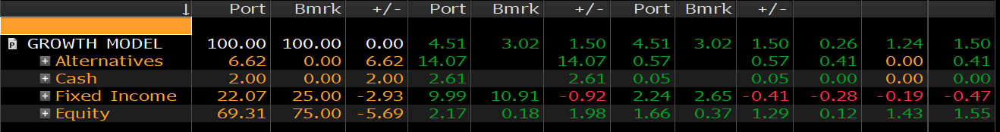 ↓ Port Bmrk +/- Port Bmrk +/- Port Bmrk +/-
P GROWTH MODEL 100.00 100.00 0.00 4.51 3.02 1.50 4.51 3.02 1.50 0.26 1.24 1.50
+ Alternatives 6.62 0.00 6.62 14.07 14.07 0.57 0.57 0.41 0.00 0.41
+ Cash 2.00 0.00 2.00 2.61 2.61 0.05 0.05 0.00 0.00 0.00
+ Fixed Income 22.07 25.00 -2.93 9.99 10.91 -0.92 2.24 2.65 -0.41 -0.28 -0.19 -0.47
+ Equity 69.31 75.00 -5.69 2.17 0.18 1.98 1.66 0.37 1.29 0.12 1.43 1.55